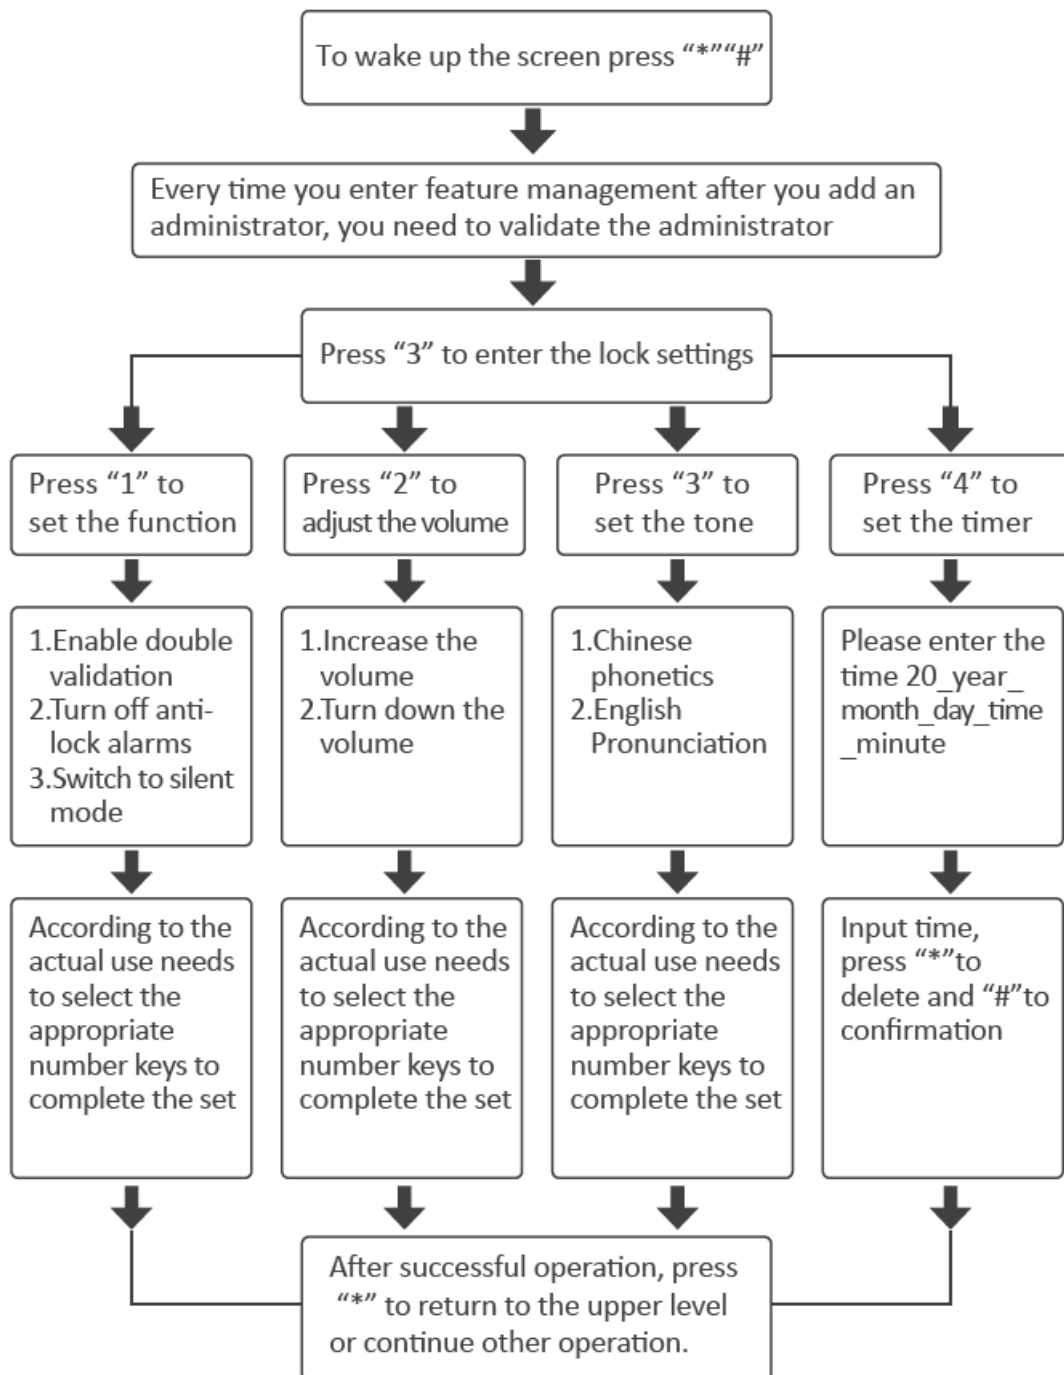 To wake up the screen press “*”“#”
Every time you enter feature management after you add an
administrator, you need to validate the administrator
Press “3” to enter the lock settings
Press “1” to
set the function
1.Enable double
validation
2.Turn off anti-
lock alarms
3.Switch to silent
mode
According to the
actual use needs
to select the
appropriate
number keys to
complete the set
Press “2” to
adjust the volume
1.Increase the
volume
2.Turn down the
volume
According to the
actual use needs
to select the
appropriate
number keys to
complete the set
Press “3” to
set the tone
1.Chinese
phonetics
2.English
Pronunciation
According to the
actual use needs
to select the
appropriate
number keys to
complete the set
Press “4” to
set the timer
Please enter the
time 20_year_
month_day_time
_minute
Input time,
press “*”to
delete and “#”to
confirmation
After successful operation, press
“*” to return to the upper level
or continue other operation.